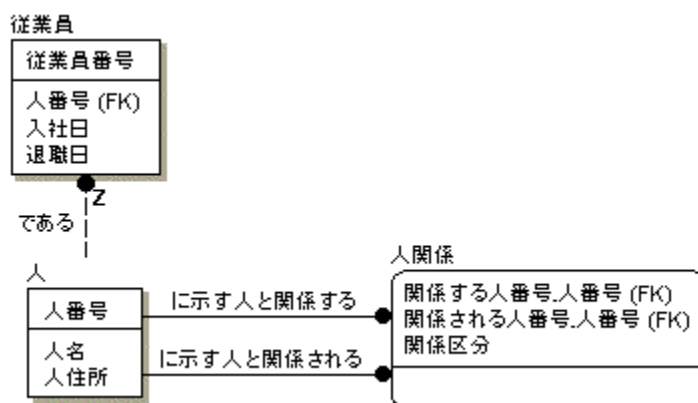 従業員
従業員番号
人番号 (FK)
入社日
退職日
Z
である
人
人番号
人名
人住所
に示す人と関係する
に示す人と関係される
人関係
関係する人番号.人番号 (FK)
関係される人番号.人番号 (FK)
関係区分